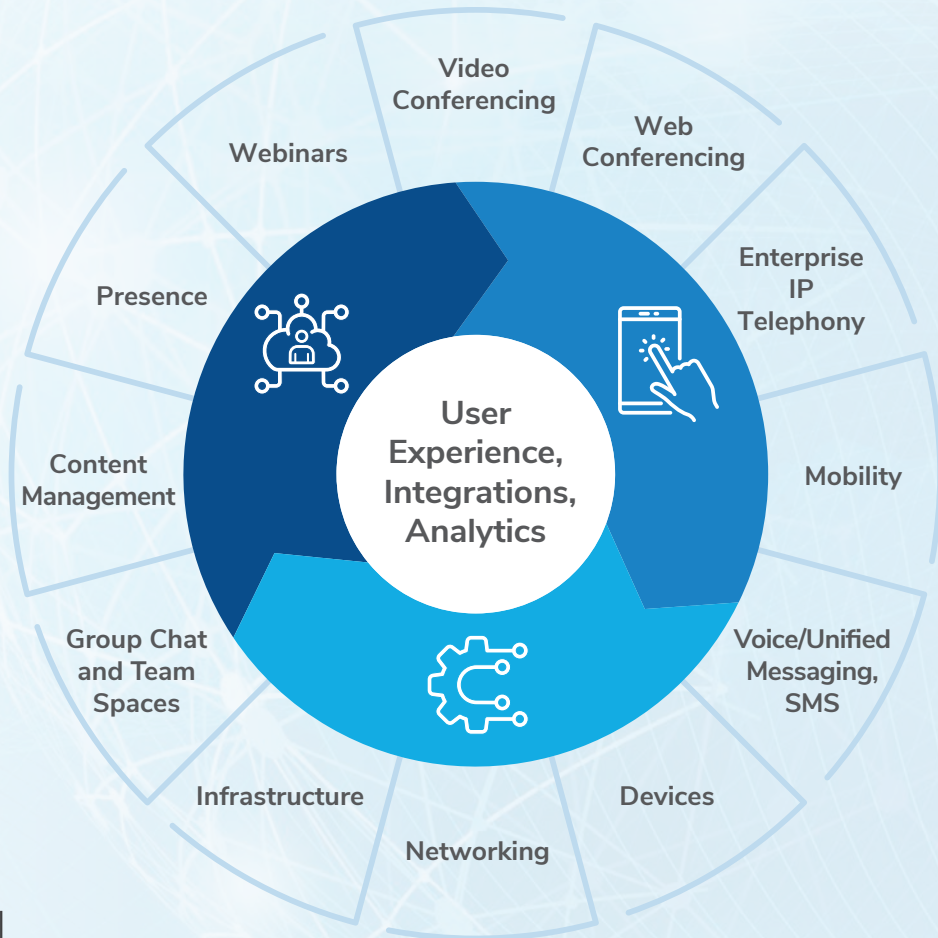 Video
Conferencing
Web
Conferencing
Enterprise
IP
Telephony
Mobility
Voice/Unified
Messaging,
SMS
Devices
Networking
Infrastructure
Group Chat
and Team
Spaces
Content
Management
Presence
Webinars
User
Experience,
Integrations,
Analytics